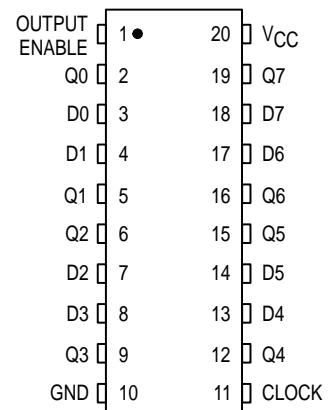 OUTPUT
ENABLE 1 20 VCC
Q0 2 19 Q7
D0 3 18 D7
D1 4 17 D6
Q1 5 16 Q6
Q2 6 15 Q5
D2 7 14 D5
D3 8 13 D4
Q3 9 12 Q4
GND 10 11 CLOCK